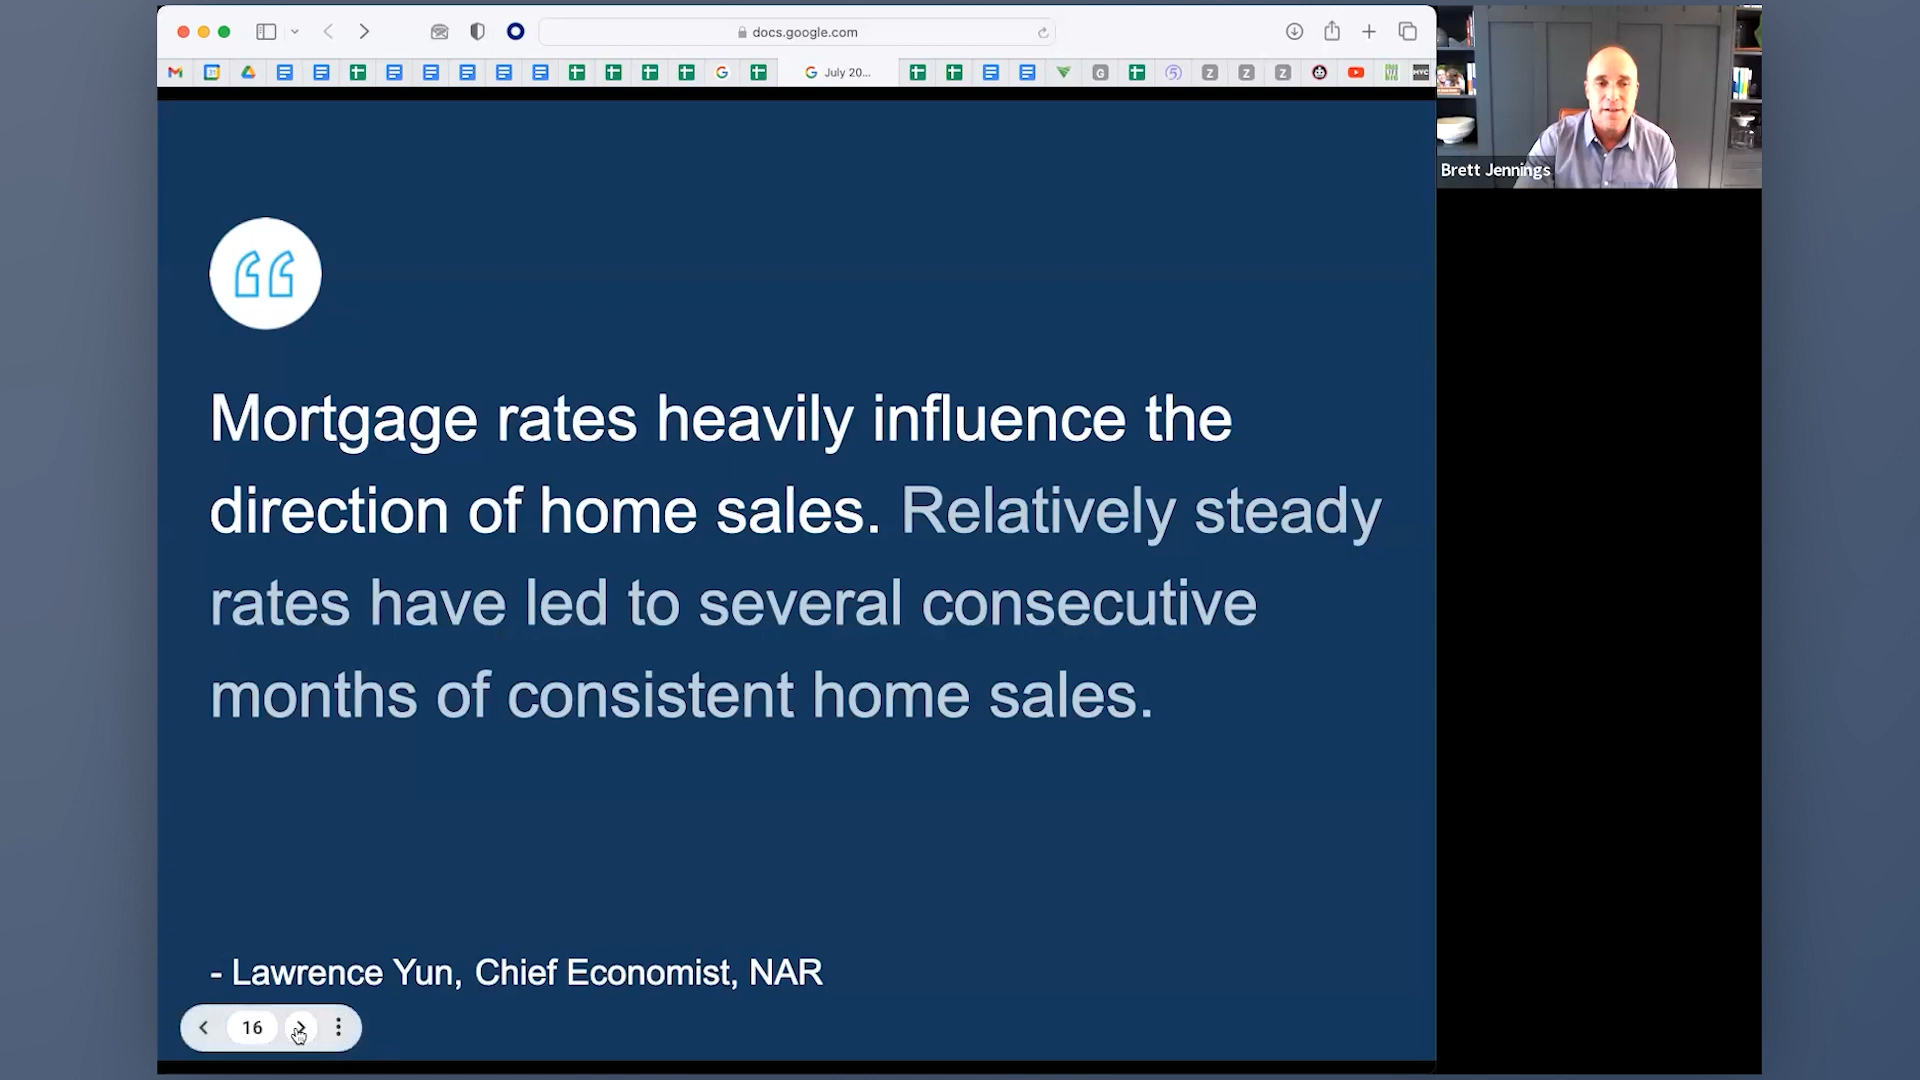 docs.google.com
July 20...
Brett Jennings
Mortgage rates heavily influence the
direction of home sales. Relatively steady
rates have led to several consecutive
months of consistent home sales.
- Lawrence Yun, Chief Economist, NAR
16